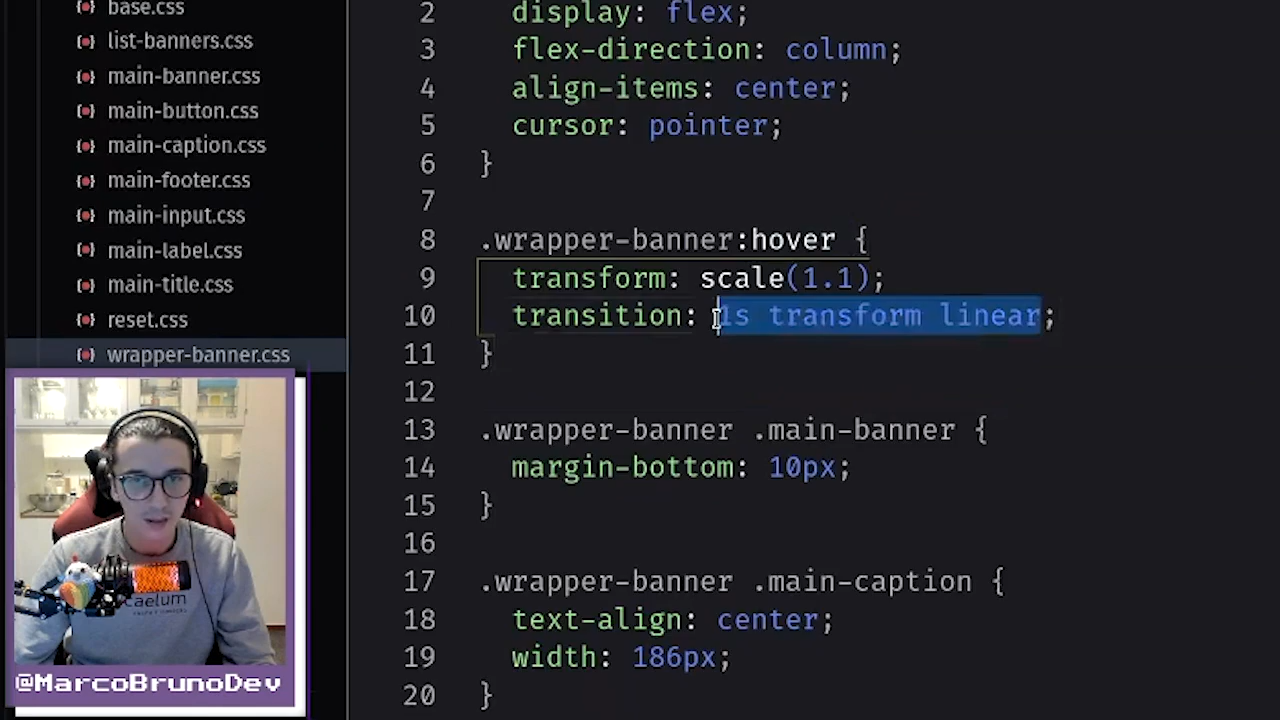 base.css
list-banners.css
main-banner.css
main-button.css
main-caption.css
main-footer.css
main-input.css
main-label.css
main-title.css
reset.css
wrapper-banner.css
2 display: flex;
3 flex-direction: column;
4 align-items: center;
5 cursor: pointer;
6 }
7
8 .wrapper-banner:hover {
9 transform: scale(1.1);
10 transition: 1s transform linear;
11 }
12
13 .wrapper-banner .main-banner {
14 margin-bottom: 10px;
15 }
16
17 .wrapper-banner .main-caption {
18 text-align: center;
19 width: 186px;
20 }
caelum
@MarcoBrunoDev